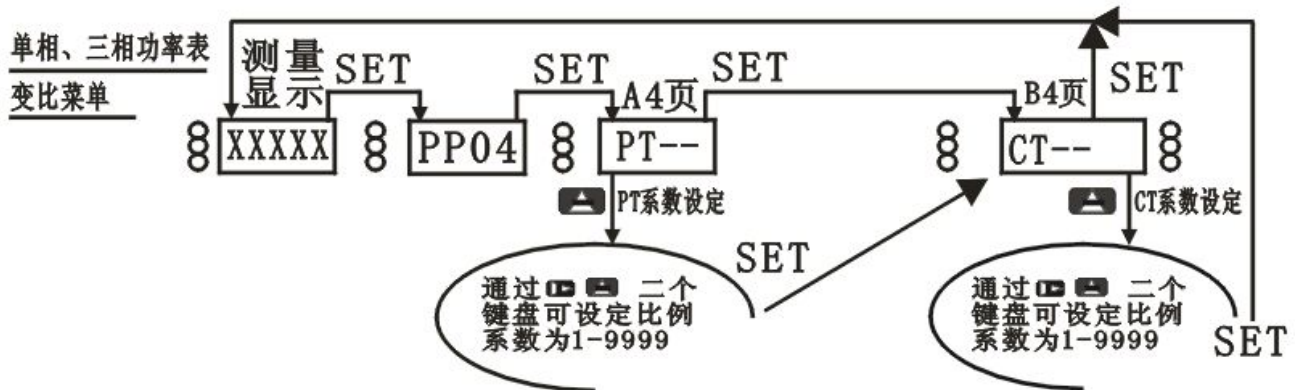 单相、三相功率表
变比菜单
测量
显示
SET
SET
SET
SET
A4页
B4页
XXXXX
PP04
PT--
CT--
PT系数设定
CT系数设定
SET
通过 二个
键盘可设定比例
系数为1-9999
通过 二个
键盘可设定比例
系数为1-9999
SET